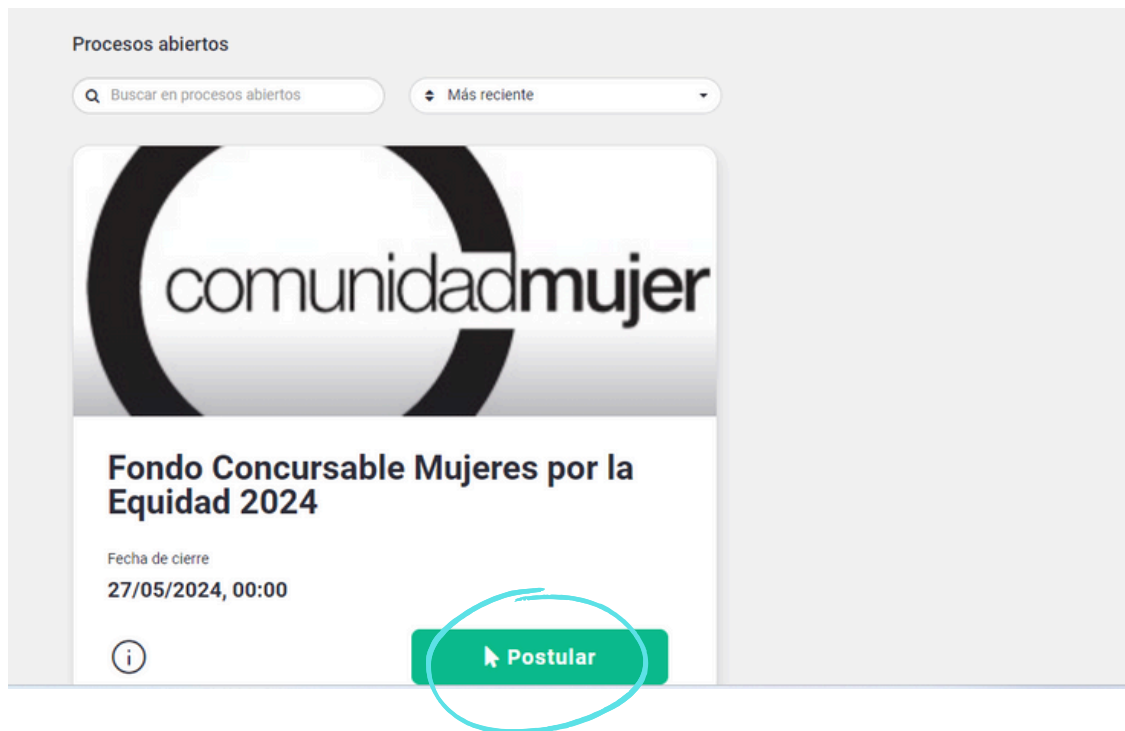 Procesos abiertos
Buscar en procesos abiertos
Más reciente
comunidadmujer
Fondo Concursable Mujeres por la
Equidad 2024
Fecha de cierre
27/05/2024, 00:00
i
Postular